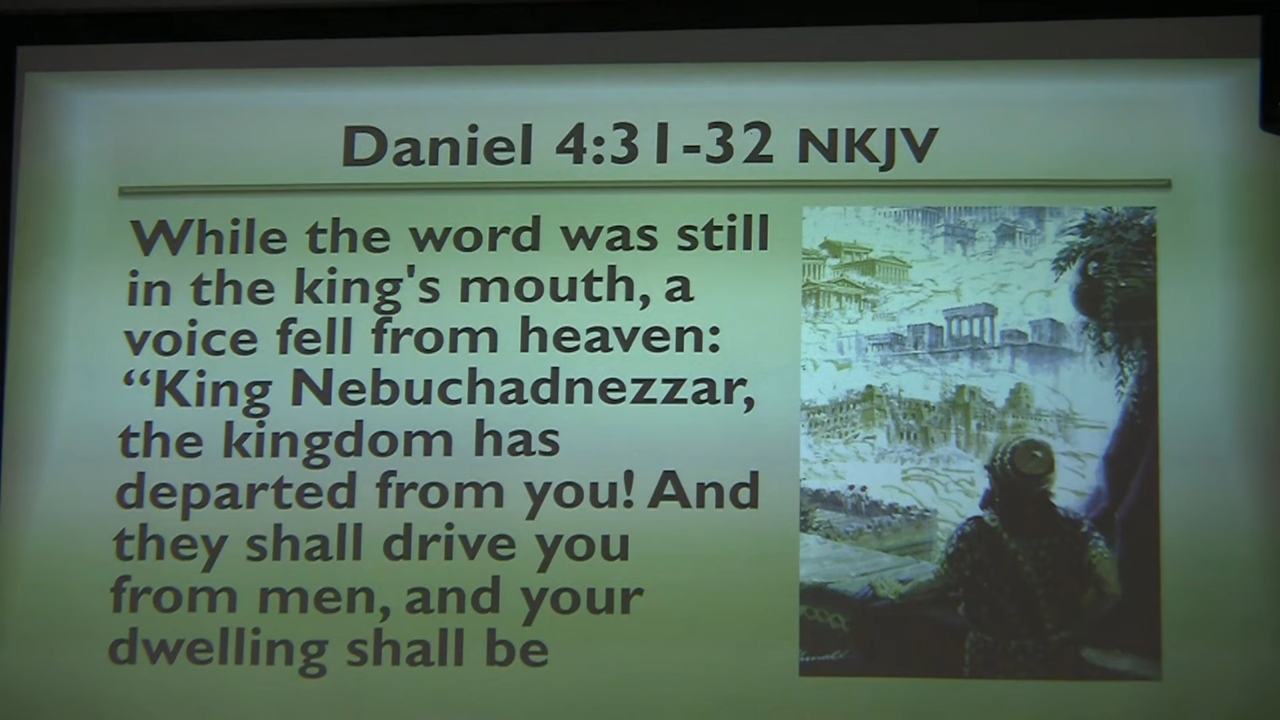 Daniel 4:31-32 NKJV
While the word was still
in the king's mouth, a
voice fell from heaven:
“King Nebuchadnezzar,
the kingdom has
departed from you! And
they shall drive you
from men, and your
dwelling shall be